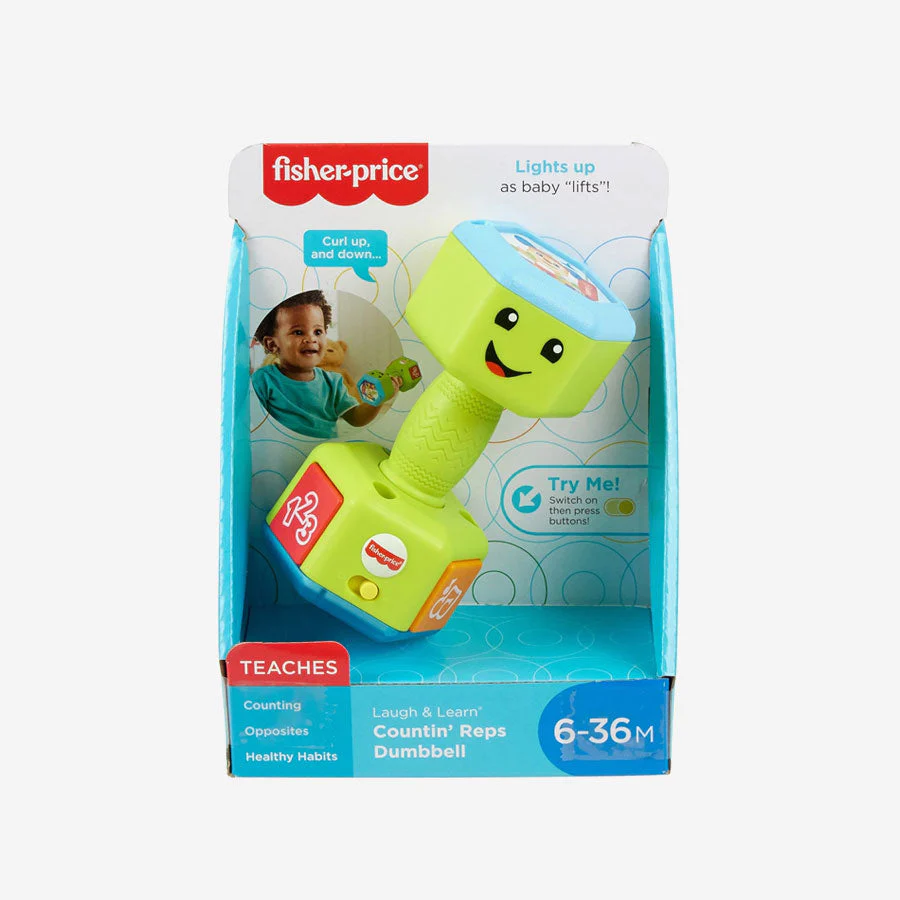 fisher-price
Lights up
as baby “lifts”!
Curl up,
and down...
123
Try Me!
Switch on
then press
buttons!
fisher-price
TEACHES
Counting
Opposites
Healthy Habits
Laugh & Learn®
Countin’ Reps
Dumbbell
6-36M